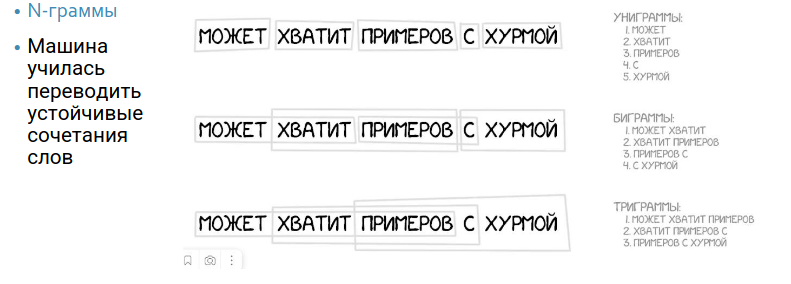 N-граммы
Машина
училась
переводить
устойчивые
сочетания
слов
МОЖЕТ ХВАТИТ ПРИМЕРОВ С ХУРМОЙ
УНИГРАММЫ:
1. МОЖЕТ
2. ХВАТИТ
3. ПРИМЕРОВ
4. С
5. ХУРМОЙ
МОЖЕТ ХВАТИТ ПРИМЕРОВ С ХУРМОЙ
БИГРАММЫ:
1. МОЖЕТ ХВАТИТ
2. ХВАТИТ ПРИМЕРОВ
3. ПРИМЕРОВ С
4. С ХУРМОЙ
МОЖЕТ ХВАТИТ ПРИМЕРОВ С ХУРМОЙ
ТРИГРАММЫ:
1. МОЖЕТ ХВАТИТ ПРИМЕРОВ
2. ХВАТИТ ПРИМЕРОВ С
3. ПРИМЕРОВ С ХУРМОЙ